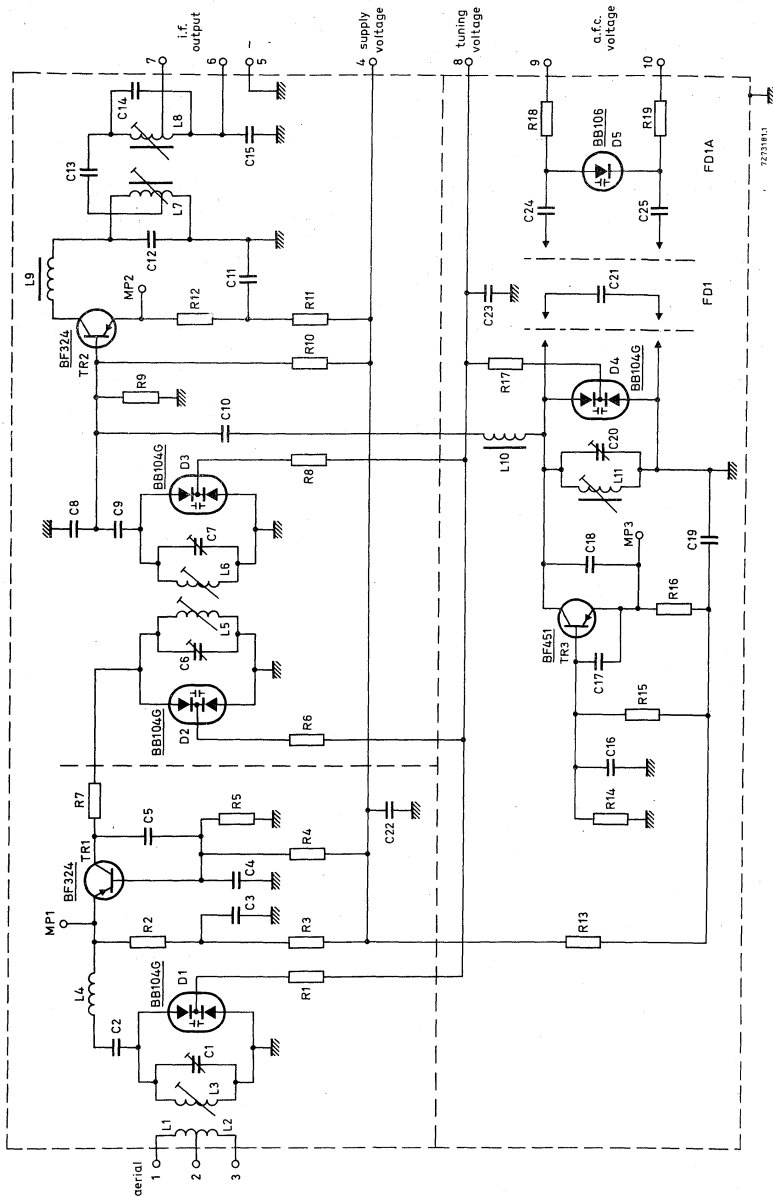 i.f.
output
supply
voltage
tuning
voltage
a.f.c.
voltage
7
6
–
5
4
8
9
10
C14
L8
C13
C15
L7
L9
C12
C11
MP2
R12
R11
BF324
TR2
R10
R9
C10
C8
C9
BB104G
D3
R8
C7
L6
L5
C6
BB104G
D2
R6
R7
C5
R5
TR1
BF324
R4
C4
C22
MP1
R2
C3
R3
L4
BB104G
D1
R1
C2
C1
L3
L1
L2
aerial
1
2
3
R18
R19
BB106
D5
C24
C25
FD1A
7273181.1
C23
C21
FD1
R17
D4
BB104G
L10
C20
L11
C18
MP3
C19
BF451
TR3
C17
R16
R15
C16
R14
R13